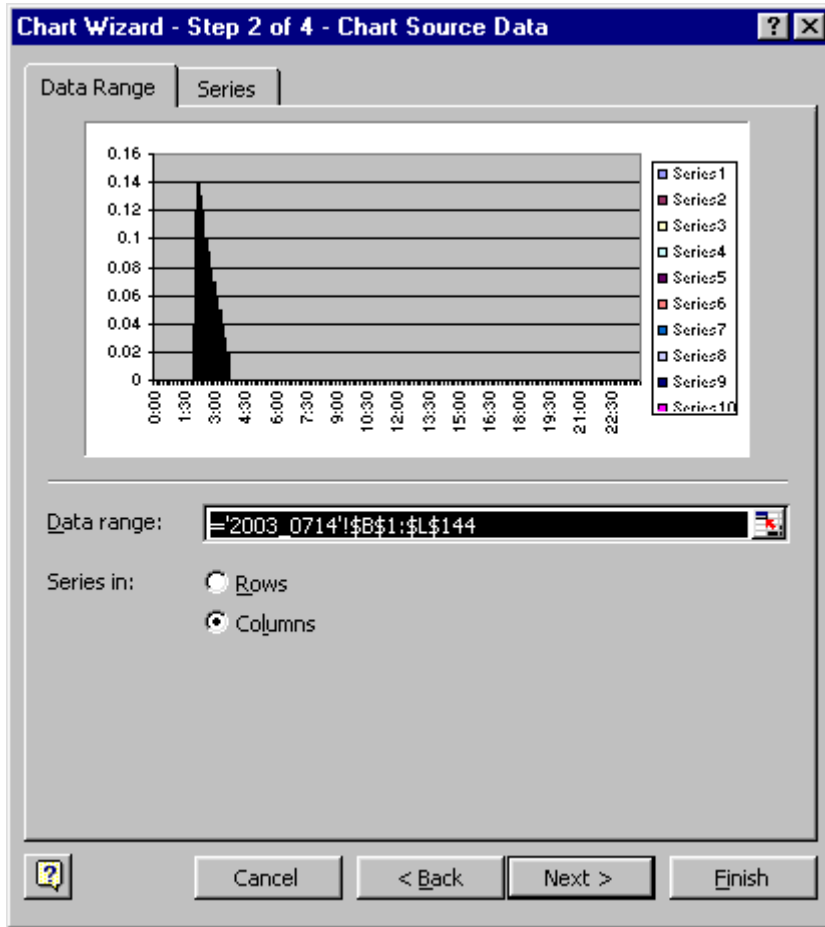 Chart Wizard - Step 2 of 4 - Chart Source Data
Data Range
Series
0.16
0.14
0.12
0.1
0.08
0.06
0.04
0.02
0
0:00
1:30
3:00
4:30
6:00
7:30
9:00
10:30
12:00
13:30
15:00
16:30
18:00
19:30
21:00
22:30
Series1
Series2
Series3
Series4
Series5
Series6
Series7
Series8
Series9
Series10
Data range:
='2003_0714'!$B$1:$L$144
Series in:
Rows
Columns
Cancel
< Back
Next >
Finish